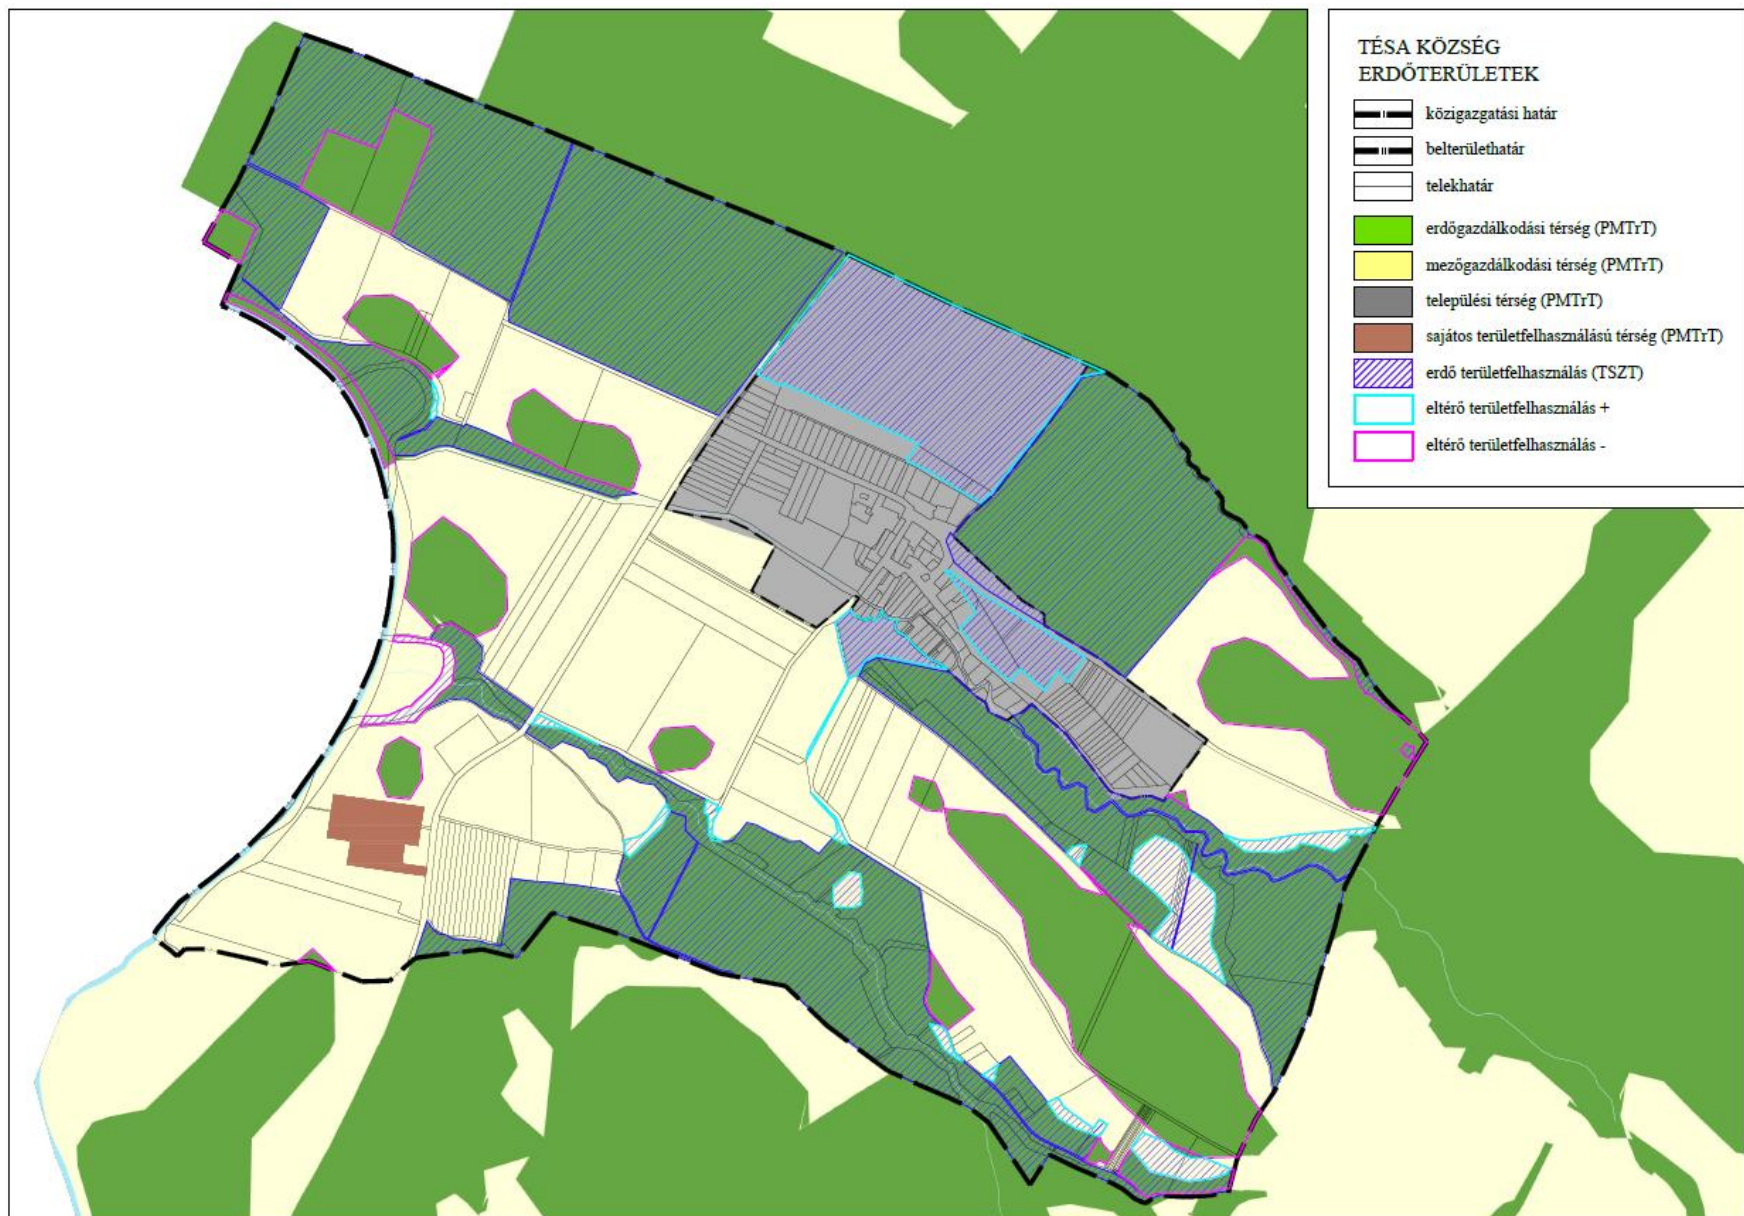 TÉSA KÖZSÉG
ERDŐTERÜLETEK
közigazgatási határ
belterülethatár
telekhatár
erdőgazdálkodási térség (PMTrT)
mezőgazdálkodási térség (PMTrT)
települési térség (PMTrT)
sajátos területfelhasználású térség (PMTrT)
erdő területfelhasználás (TSZT)
eltérő területfelhasználás +
eltérő területfelhasználás -